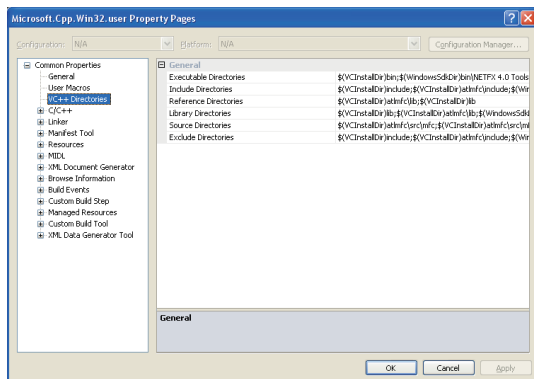 Microsoft.Cpp.Win32.user Property Pages
Configuration: N/A Platform: N/A Configuration Manager...
Common Properties
General
User Macros
VC++ Directories
C/C++
Linker
Manifest Tool
Resources
MIDL
XML Document Generator
Browse Information
Build Events
Custom Build Step
Managed Resources
Custom Build Tool
XML Data Generator Tool
General
Executable Directories $(VCInstallDir)bin;$(WindowsSdkDir)bin\NETFX 4.0 Tools
Include Directories $(VCInstallDir)include;$(VCInstallDir)atlmfc\include;$(Win
Reference Directories $(VCInstallDir)atlmfc\lib;$(VCInstallDir)lib
Library Directories $(VCInstallDir)lib;$(VCInstallDir)atlmfc\lib;$(WindowsSdkI
Source Directories $(VCInstallDir)atlmfc\src\mfc;$(VCInstallDir)atlmfc\src\ml
Exclude Directories $(VCInstallDir)include;$(VCInstallDir)atlmfc\include;$(Wir
General
OK Cancel Apply